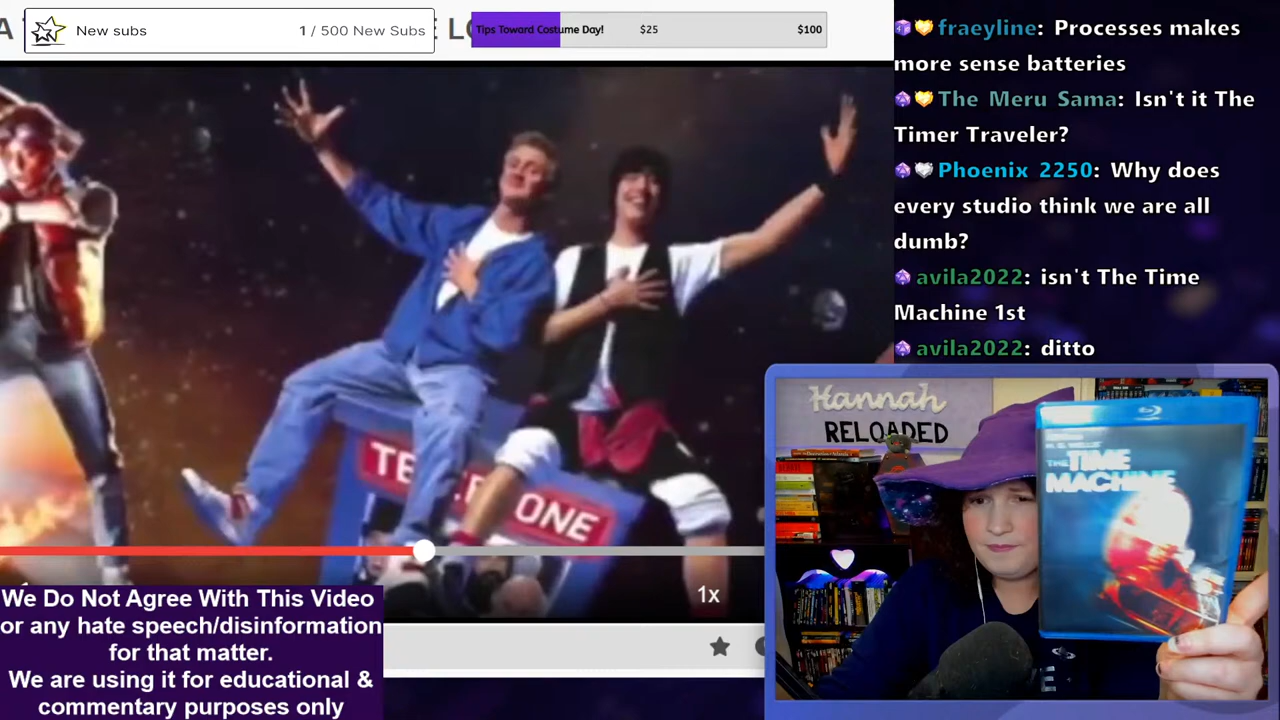 New subs
1 / 500 New Subs
Tips Toward Costume Day!
$25
$100
fraeyline: Processes makes
more sense batteries
The Meru Sama: Isn't it The
Timer Traveler?
Phoenix 2250: Why does
every studio think we are all
dumb?
avila2022: isn't The Time
Machine 1st
avila2022: ditto
TELEPHONE
1x
We Do Not Agree With This Video
or any hate speech/disinformation
for that matter.
We are using it for educational &
commentary purposes only
Hannah
RELOADED
H. G. WELLS'
THE TIME
MACHINE